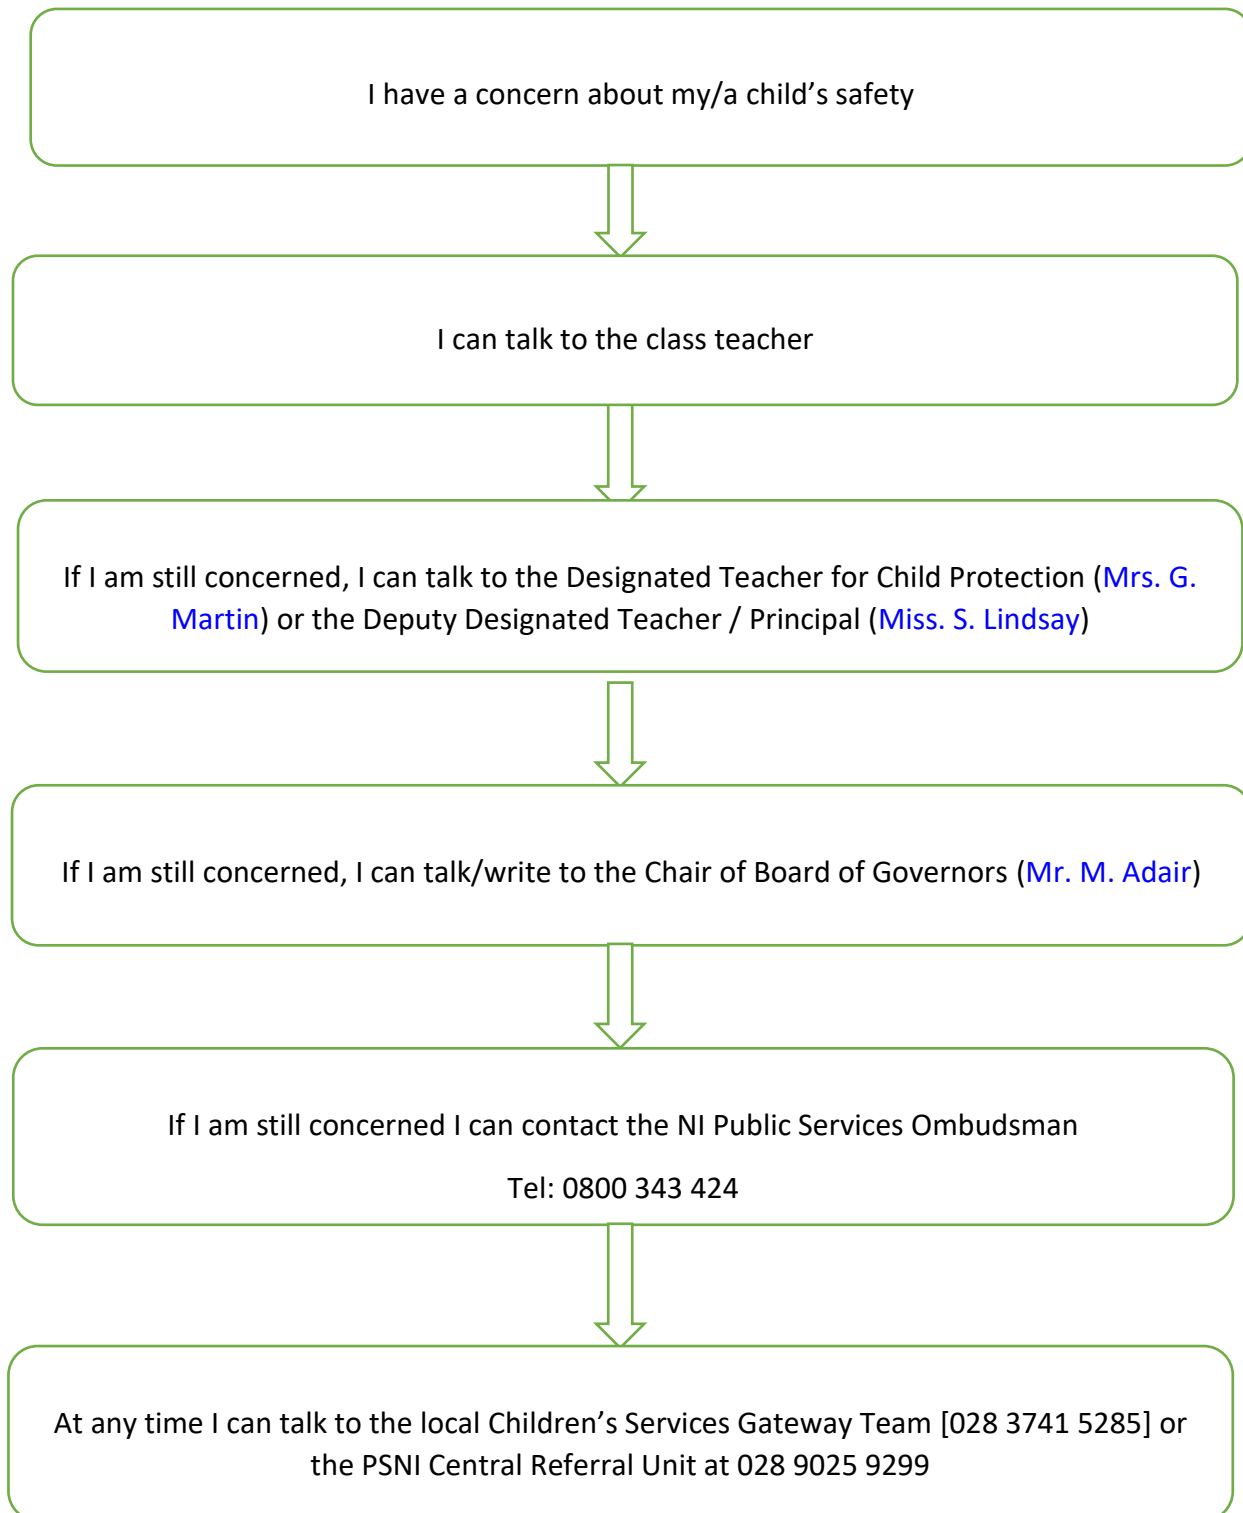 I have a concern about my/a child’s safety
I can talk to the class teacher
If I am still concerned, I can talk to the Designated Teacher for Child Protection (Mrs. G.
Martin) or the Deputy Designated Teacher / Principal (Miss. S. Lindsay)
If I am still concerned, I can talk/write to the Chair of Board of Governors (Mr. M. Adair)
If I am still concerned I can contact the NI Public Services Ombudsman
Tel: 0800 343 424
At any time I can talk to the local Children’s Services Gateway Team [028 3741 5285] or
the PSNI Central Referral Unit at 028 9025 9299